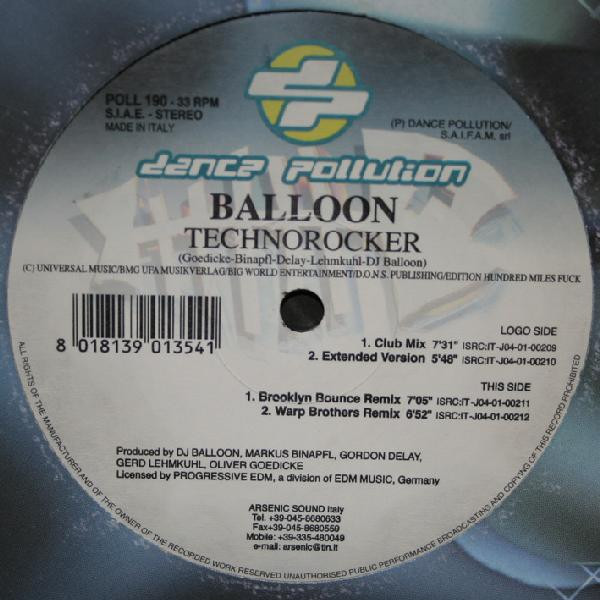 POLL 190 - 33 RPM
S.I.A.E. - STEREO
MADE IN ITALY
(P) DANCE POLLUTION/
S.A.I.F.A.M. srl
dance pollution
BALLOON
TECHNOROCKER
(Goedicke-Binapfl-Delay-Lehmkuhl-DJ Balloon)
(C) UNIVERSAL MUSIC/BMG UFA MUSIKVERLAG/BIG WORLD ENTERTAINMENT/D.O.N.S. PUBLISHING/EDITION HUNDRED MILES FUCK
8 018139 013541
LOGO SIDE
1. Club Mix 7'31" ISRC:IT-J04-01-00209
2. Extended Version 5'48" ISRC:IT-J04-01-00210
THIS SIDE
1. Brooklyn Bounce Remix 7'05" ISRC:IT-J04-01-00211
2. Warp Brothers Remix 6'52" ISRC:IT-J04-01-00212
Produced by DJ BALLOON, MARKUS BINAPFL, GORDON DELAY,
GERD LEHMKUHL, OLIVER GOEDICKE
Licensed by PROGRESSIVE EDM, a division of EDM MUSIC, Germany
ARSENIC SOUND Italy
Tel. +39-045-8680633
Fax+39-045-8680559
Mobile: +39-335-480049
e-mail: arsenic@tin.it
ALL RIGHTS OF THE MANUFACTURER AND OF THE OWNER OF THE RECORDED WORK RESERVED UNAUTHORISED PUBLIC PERFORMANCE BROADCASTING AND COPYING OF THIS RECORD PROHIBITED